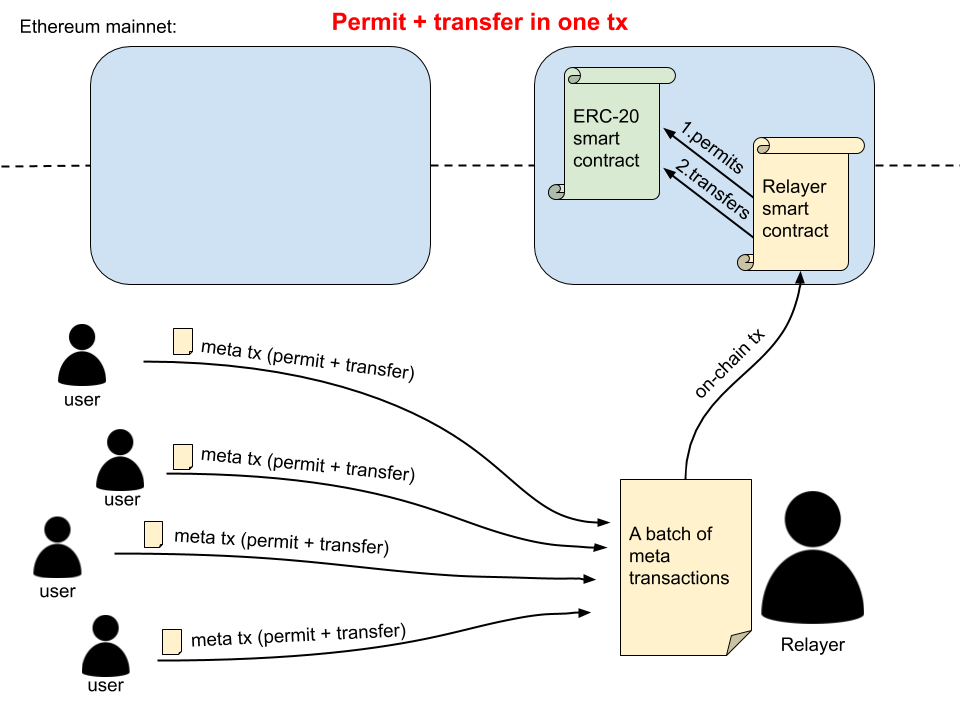 Permit + transfer in one tx
Ethereum mainnet:
ERC-20
smart
contract
1.permits
2.transfers
Relayer
smart
contract
on-chain tx
meta tx (permit + transfer)
user
meta tx (permit + transfer)
user
meta tx (permit + transfer)
user
meta tx (permit + transfer)
user
A batch of
meta
transactions
Relayer